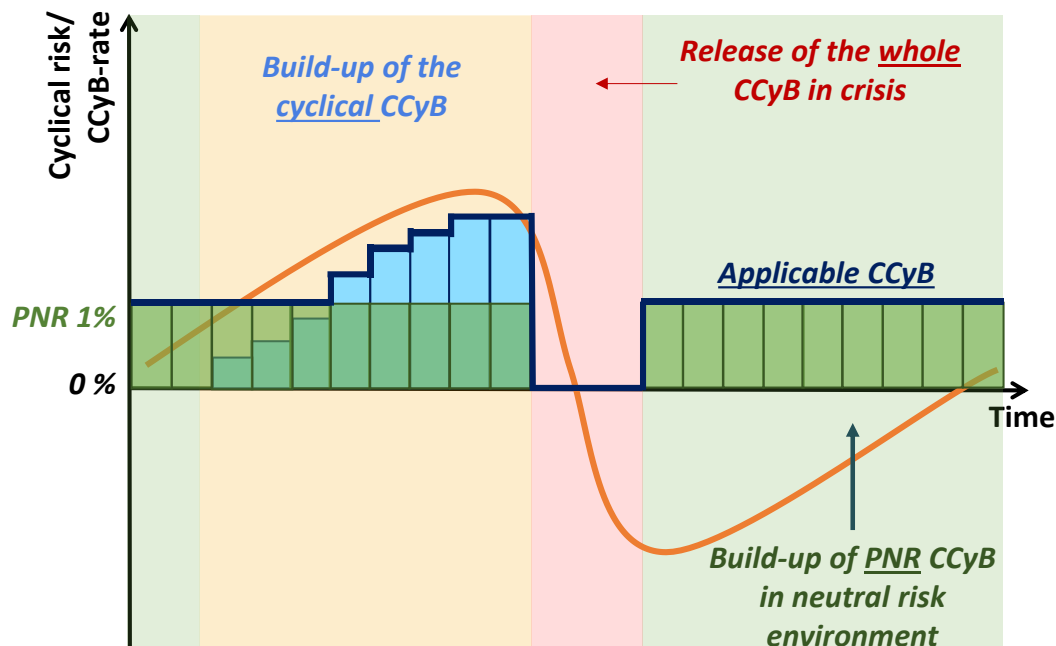 Cyclical risk/
CCyB-rate
Build-up of the
cyclical CCyB
Release of the whole
CCyB in crisis
Applicable CCyB
PNR 1%
0 %
Time
Build-up of PNR CCyB
in neutral risk
environment